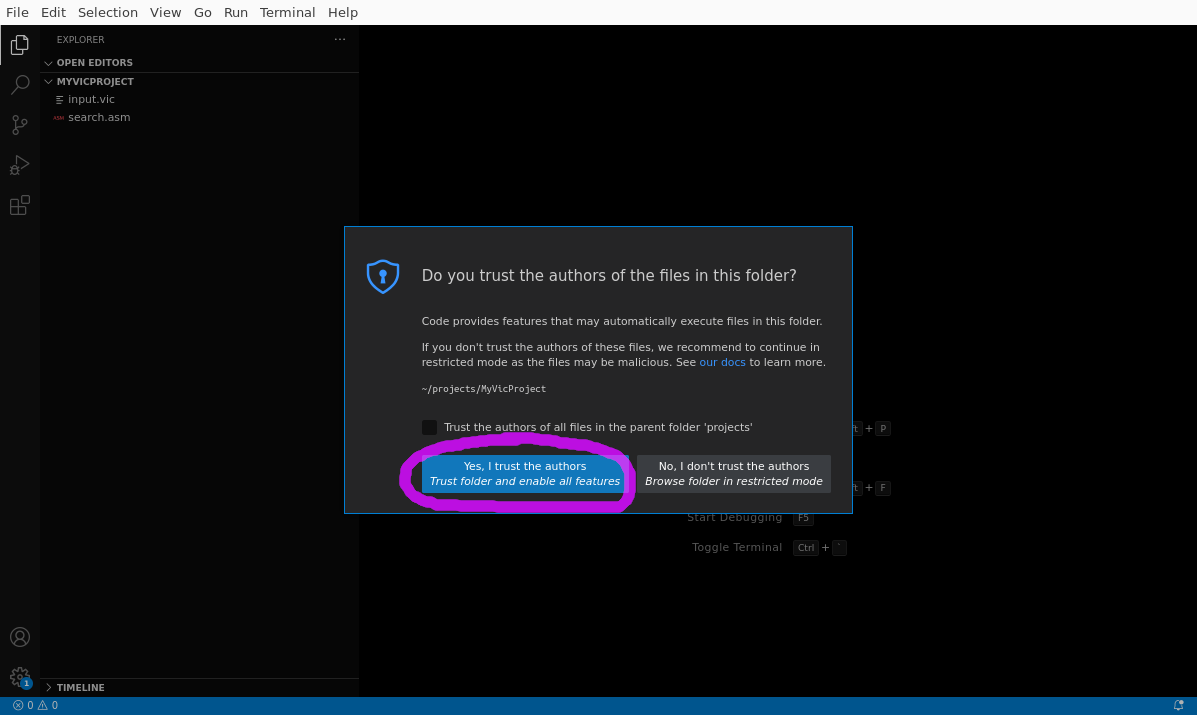 File Edit Selection View Go Run Terminal Help
EXPLORER
OPEN EDITORS
MYVICPROJECT
input.vic
ASM search.asm
Do you trust the authors of the files in this folder?
Code provides features that may automatically execute files in this folder.
If you don't trust the authors of these files, we recommend to continue in
restricted mode as the files may be malicious. See our docs to learn more.
~/projects/MyVicProject
Trust the authors of all files in the parent folder 'projects'
Yes, I trust the authors
Trust folder and enable all features
No, I don't trust the authors
Browse folder in restricted mode
+ P
+ F
Start Debugging F5
Toggle Terminal Ctrl + `
1
TIMELINE
0 0